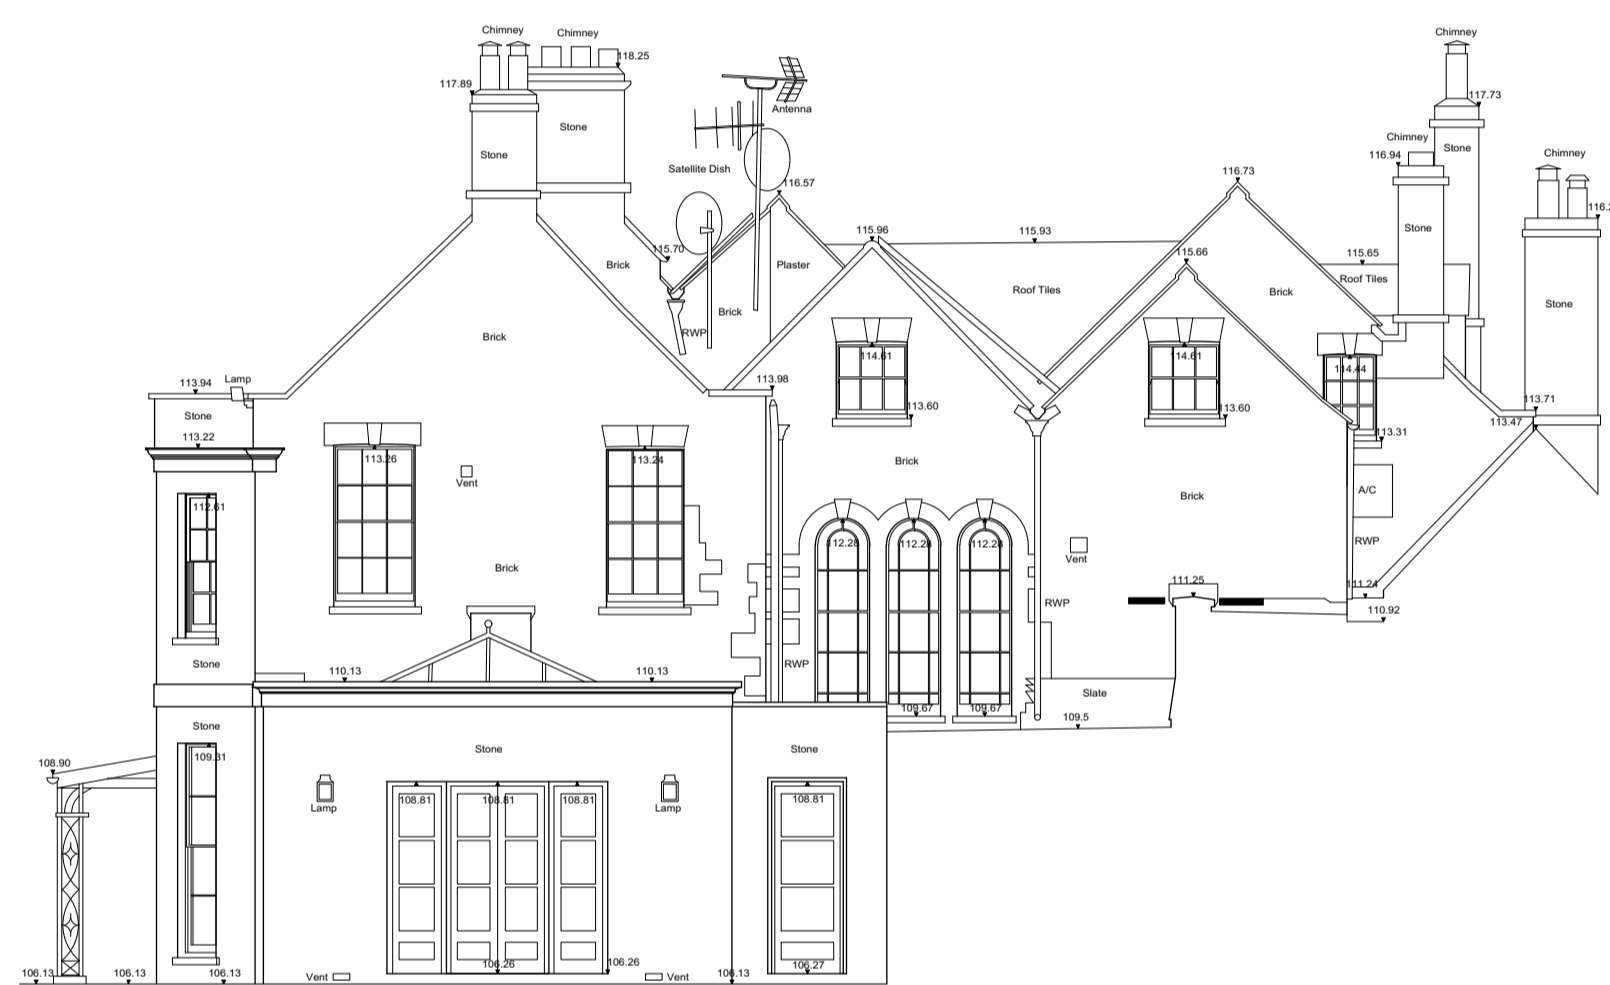 Chimney
Chimney
Chimney
118.25
117.89
Antenna
117.73
Stone
Stone
Chimney
Stone
116.94
Chimney
Satellite Dish
116.57
116.73
Stone
115.70
115.96
115.93
115.66
115.65
Brick
Plaster
Roof Tiles
Brick
Roof Tiles
Stone
Brick
RWP
Brick
114.61
114.61
114.44
113.94
Lamp
113.98
113.60
113.60
113.71
113.47
Stone
113.22
113.31
113.26
113.24
Vent
Brick
Brick
A/C
112.61
112.28
112.28
112.28
Vent
RWP
Brick
111.25
111.24
110.92
RWP
Stone
RWP
110.13
110.13
Slate
109.67
109.67
109.5
Stone
Stone
Stone
109.31
108.90
108.81
108.81
108.81
108.81
Lamp
Lamp
106.26
106.26
106.27
106.13
106.13
106.13
Vent
Vent
106.13